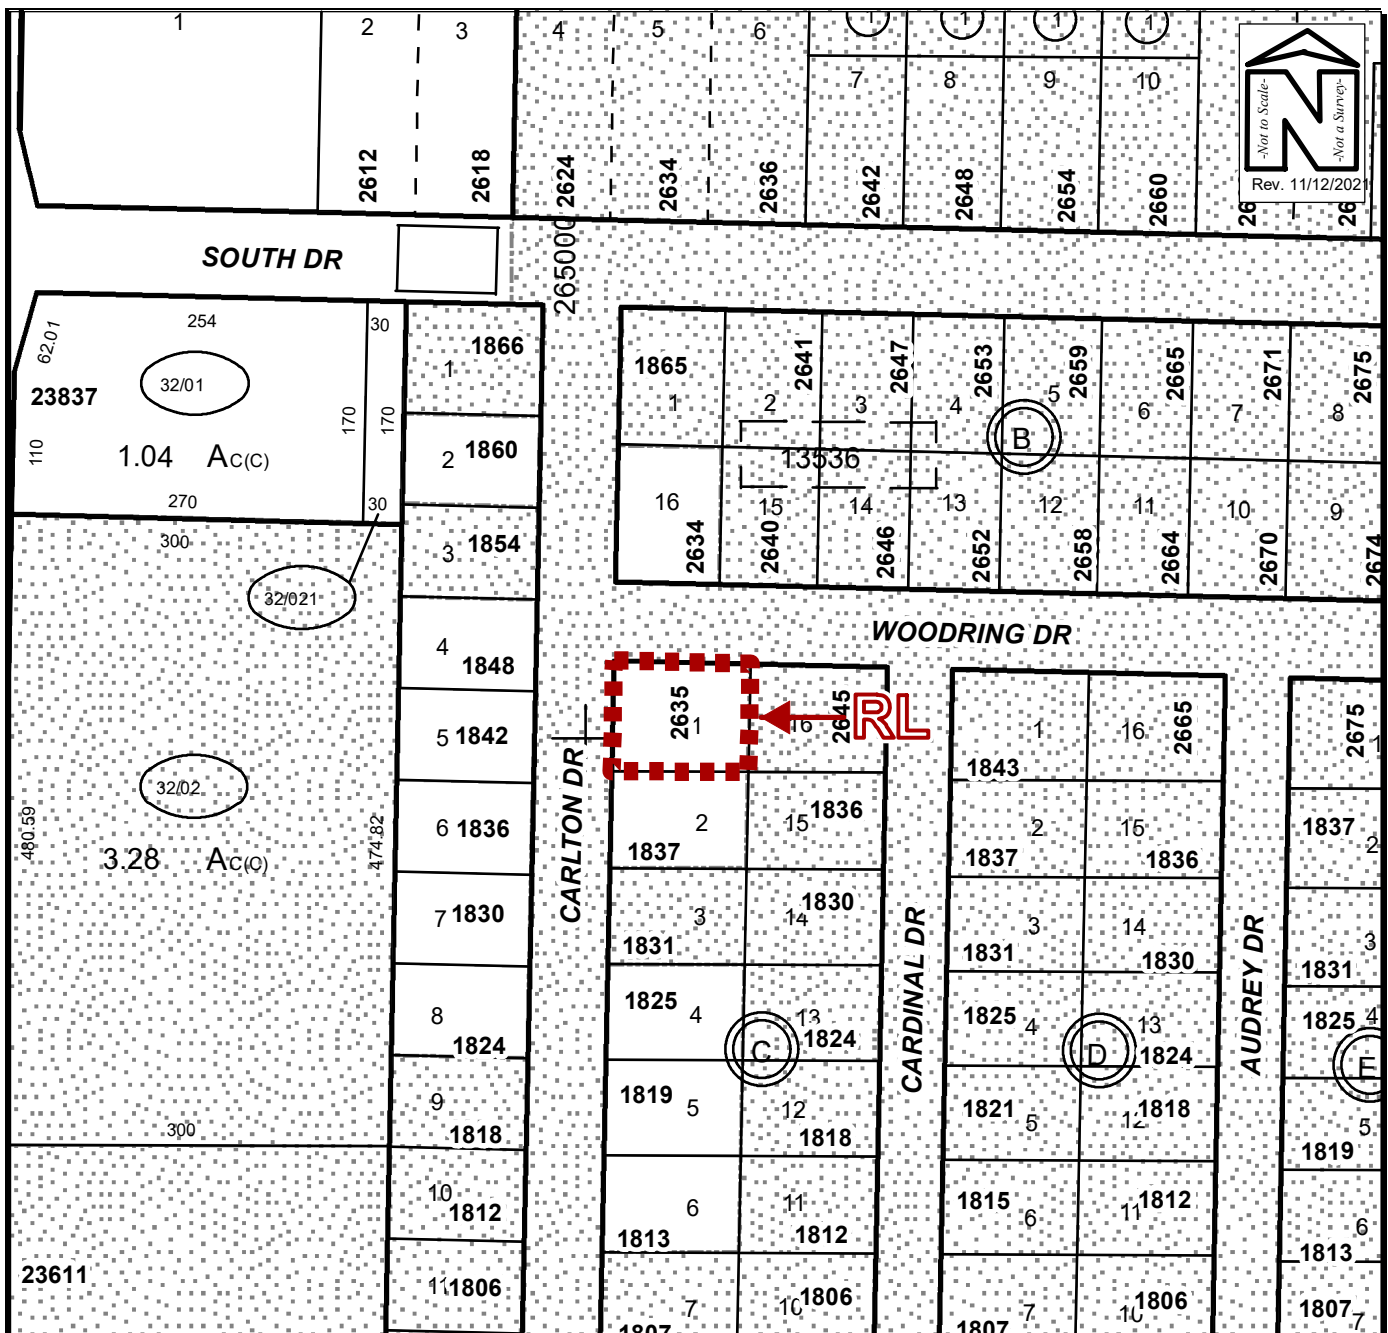 1 2 3 4 5 6 1 1 1 1
7 8 9 10
-Not to Scale- N -Not a Survey-
Rev. 11/12/2021
2612 2618 2624 2634 2636 2642 2648 2654 2660
SOUTH DR
265000
62.01 254 30
32/01
23837
110 170 170
1.04 AC(C)
270 30
300
32/021
32/02
480.59 474.82
3.28 AC(C)
300
23611
1 1866
2 1860
3 1854
4 1848
5 1842
6 1836
7 1830
8 1824
9 1818
10 1812
11 1806
1865 2641 2647 2653 2659 2665 2671 2675
1 2 3 4 5 6 7 8
13536
B
16 15 14 13 12 11 10 9
2634 2640 2646 2652 2658 2664 2670 2674
WOODRING DR
CARLTON DR
2635 1 16 2645
RL
2 1837 15 1836
3 1831 14 1830
1825 4 13 1824
C
1819 5 12 1818
6 1813 11 1812
7 1807 10 1806
CARDINAL DR
1 1843 16 2665
2 1837 15 1836
3 1831 14 1830
1825 4 13 1824
D
1821 5 12 1818
1815 6 11 1812
7 1807 10 1806
AUDREY DR
2675 1
1837 2
3 1831
1825 4
E
5 1819
6 1813
1807 7